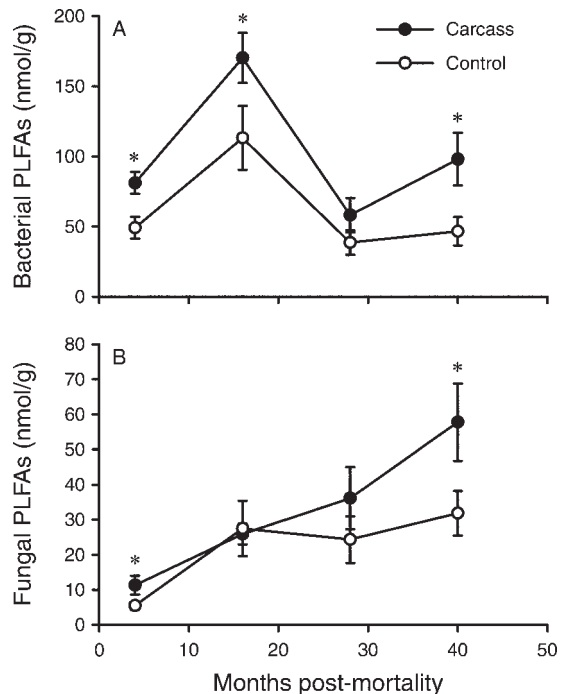 A
Carcass
Control
*
*
*
Bacterial PLFAs (nmol/g)
200
150
100
50
0
B
*
*
Fungal PLFAs (nmol/g)
80
70
60
50
40
30
20
10
0
0 10 20 30 40 50
Months post-mortality